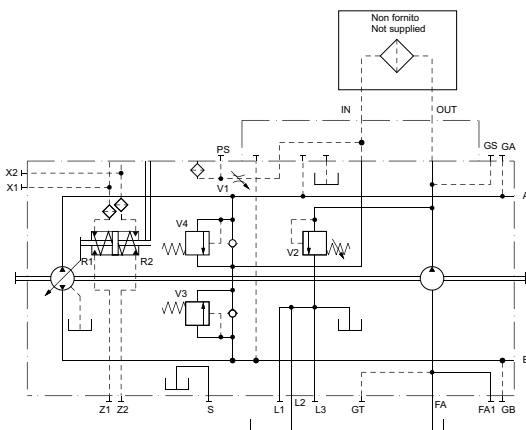 Non fornito
Not supplied
IN OUT
PS GS GA
X2
X1
V1 A
V4
V2
R1 R2
V3
B
Z1 Z2 S L1 L2 L3 GT FA FA1 GB